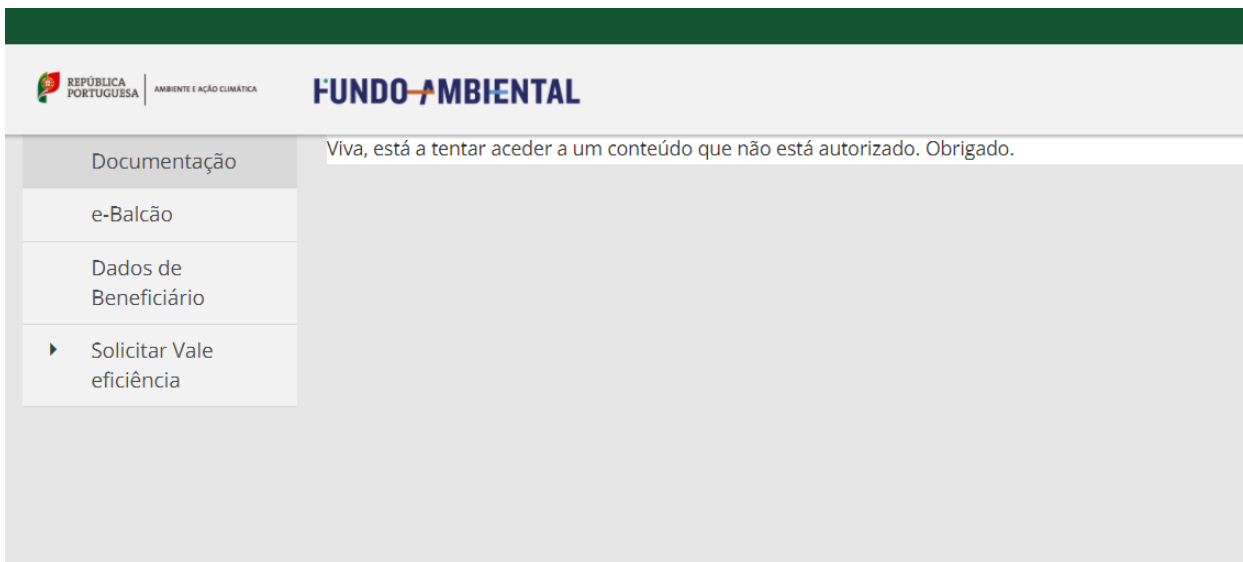 REPÚBLICA
PORTUGUESA
AMBIENTE E AÇÃO CLIMÁTICA
FUNDO AMBIENTAL
Documentação
Viva, está a tentar aceder a um conteúdo que não está autorizado. Obrigado.
e-Balcão
Dados de
Beneficiário
Solicitar Vale
eficiência